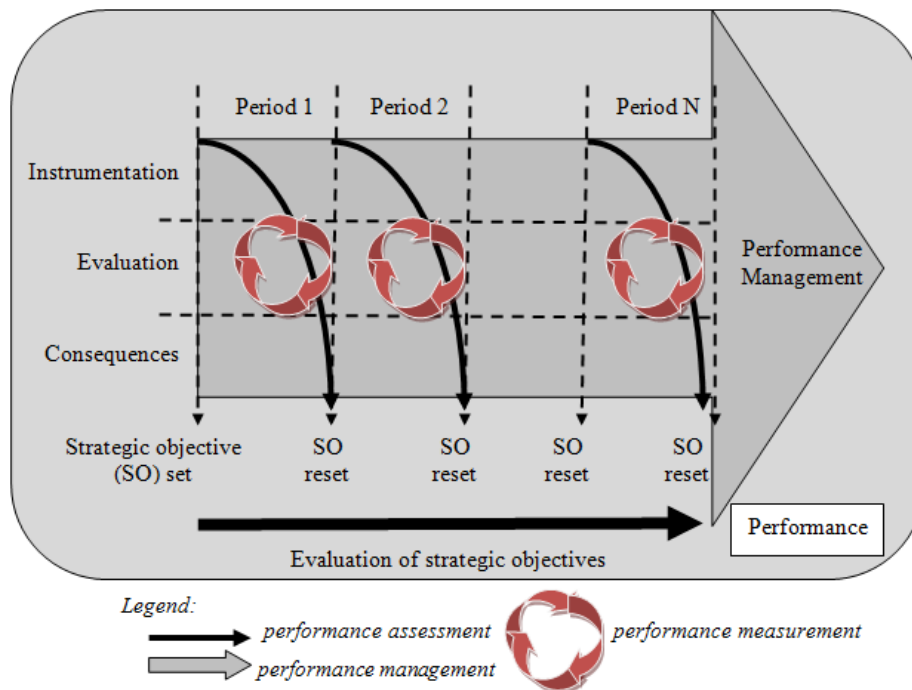 Period 1
Period 2
Period N
Instrumentation
Evaluation
Consequences
Performance
Management
Strategic objective
(SO) set
SO
reset
SO
reset
SO
reset
SO
reset
Performance
Evaluation of strategic objectives
Legend:
performance assessment
performance measurement
performance management